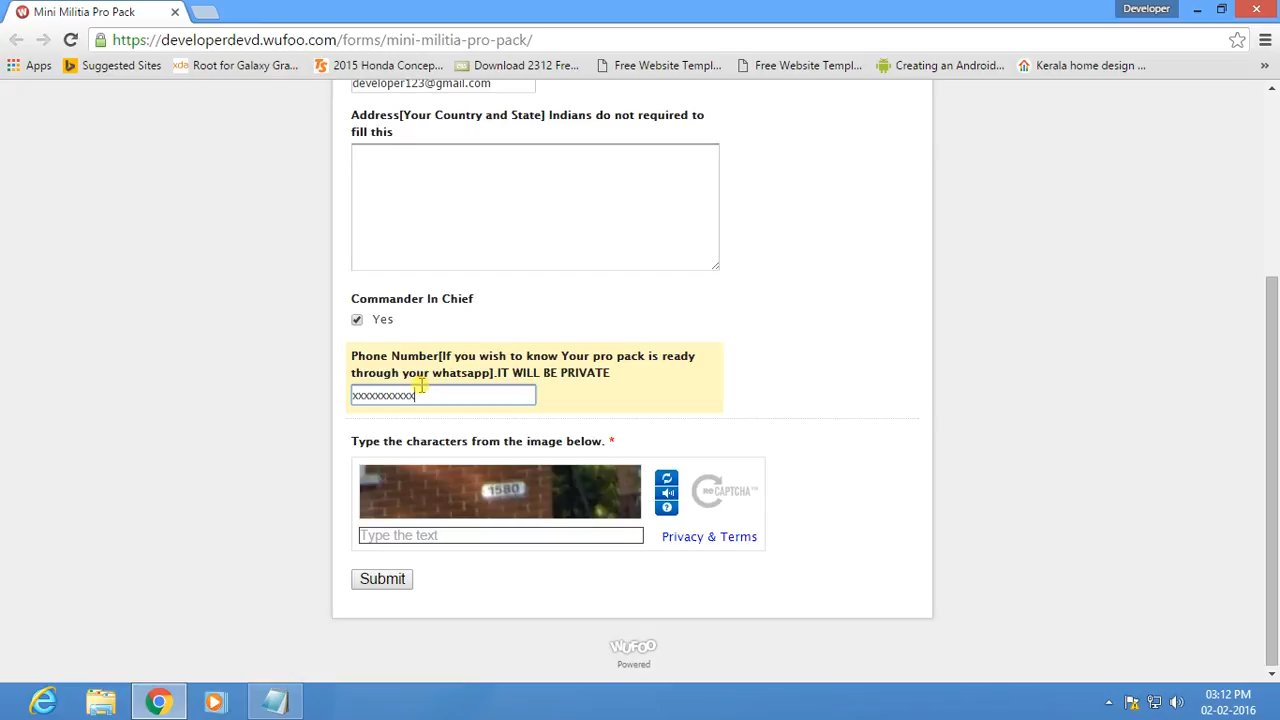 Mini Militia Pro Pack
Developer
https://developerdevd.wufoo.com/forms/mini-militia-pro-pack/
Apps Suggested Sites Root for Galaxy Gra... 2015 Honda Concep... Download 2312 Fre... Free Website Templ... Free Website Templ... Creating an Android... Kerala home design ...
developer123@gmail.com
Address[Your Country and State] Indians do not required to
fill this
Commander In Chief
Yes
Phone Number[If you wish to know Your pro pack is ready
through your whatsapp].IT WILL BE PRIVATE
xxxxxxxxxxx
Type the characters from the image below. *
1580
reCAPTCHA™
Type the text
Privacy & Terms
Submit
WUFOO
Powered
03:12 PM
02-02-2016